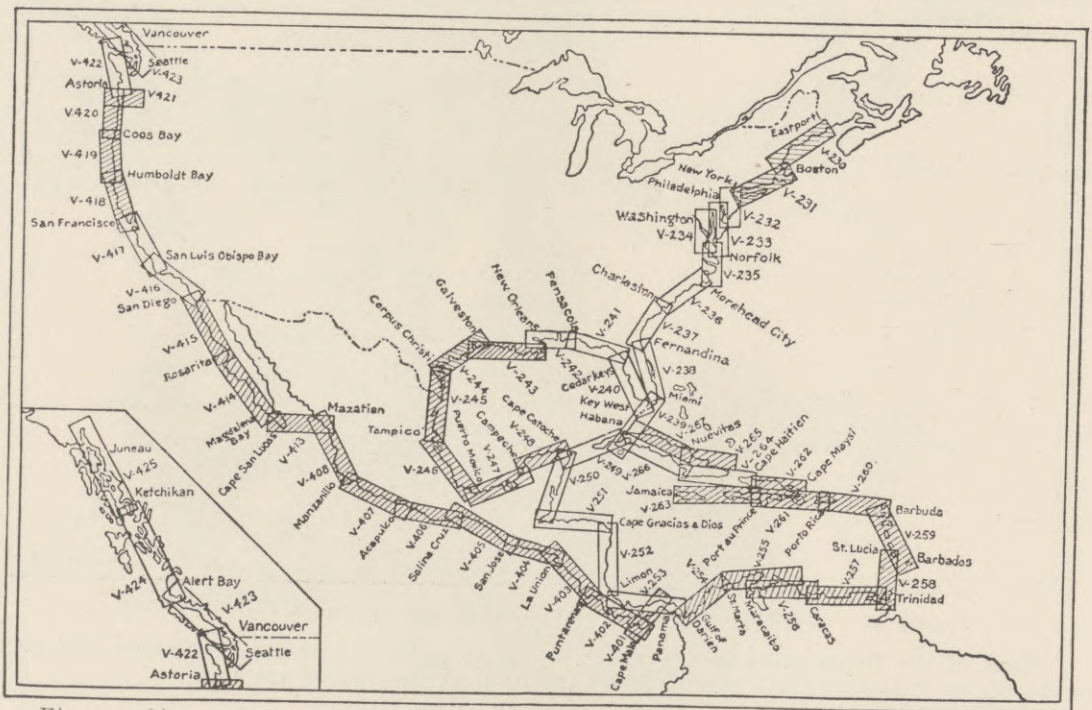 Vancouver
V-422
Seattle
V-423
Astoria
V-421
V-420
Coos Bay
V-419
Humboldt Bay
V-418
San Francisco
V-417
San Luis Obispo Bay
V-416
San Diego
V-415
Rosarita
V-414
Magdalena Bay
Cape San Lucas
V-413
Mazatlan
V-408
Manzanillo
V-407
Acapulco
V-406
Salina Cruz
V-405
San Jose
V-404
La Union
V-403
Puntarenas
V-402
V-401
Cape Mala
Panama
Eastport
V-230
Boston
V-231
New York
Philadelphia
V-232
Washington
V-234
V-233
Norfolk
V-235
Morehead City
V-236
Charleston
V-237
Fernandina
V-238
Miami
V-239
Key West
Habana
V-240
Cedar Keys
V-241
Pensacola
V-242
New Orleans
V-243
Galveston
V-244
Corpus Christi
V-245
Tampico
V-246
Puerto Mexico
V-247
Campeche
V-248
Cape Catoche
V-249
V-250
V-251
Cape Gracias a Dios
V-252
Limon
V-253
V-254
Gulf of Darien
St. Marta
V-255
Maracaibo
V-256
Caracas
V-257
Trinidad
V-258
St. Lucia
Barbados
V-259
Barbuda
V-260
Porto Rico
V-261
Cape Maysi
V-262
Port au Prince
Jamaica
V-263
Cape Haitien
V-264
V-265
V-266
Nuevitas
V-267
Juneau
V-425
Ketchikan
V-424
Alert Bay
V-423
Vancouver
V-422
Seattle
Astoria